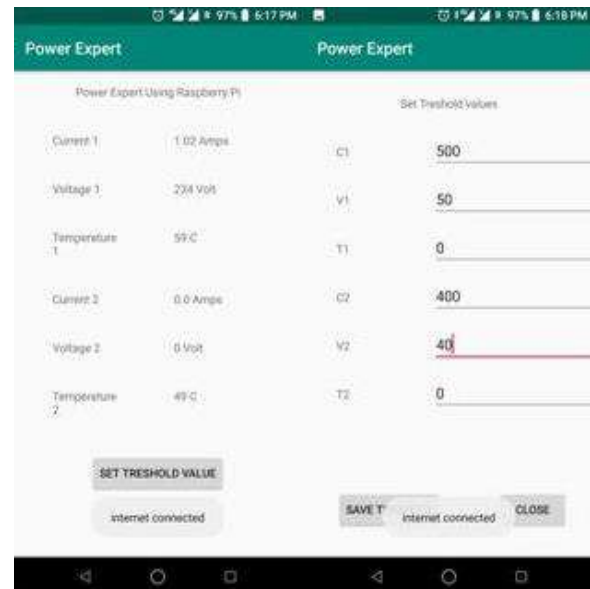 97% 6:17 PM
Power Expert
Power Expert Using Raspberry Pi
Current 1 1.02 Amps
Voltage 1 234 Volt
Temperature
1 59 C
Current 2 0.0 Amps
Voltage 2 0 Volt
Temperature
2 49 C
SET TRESHOLD VALUE
internet connected
97% 6:18 PM
Power Expert
Set Treshold Values
C1 500
V1 50
T1 0
C2 400
V2 40
T2 0
SAVE T
internet connected
CLOSE